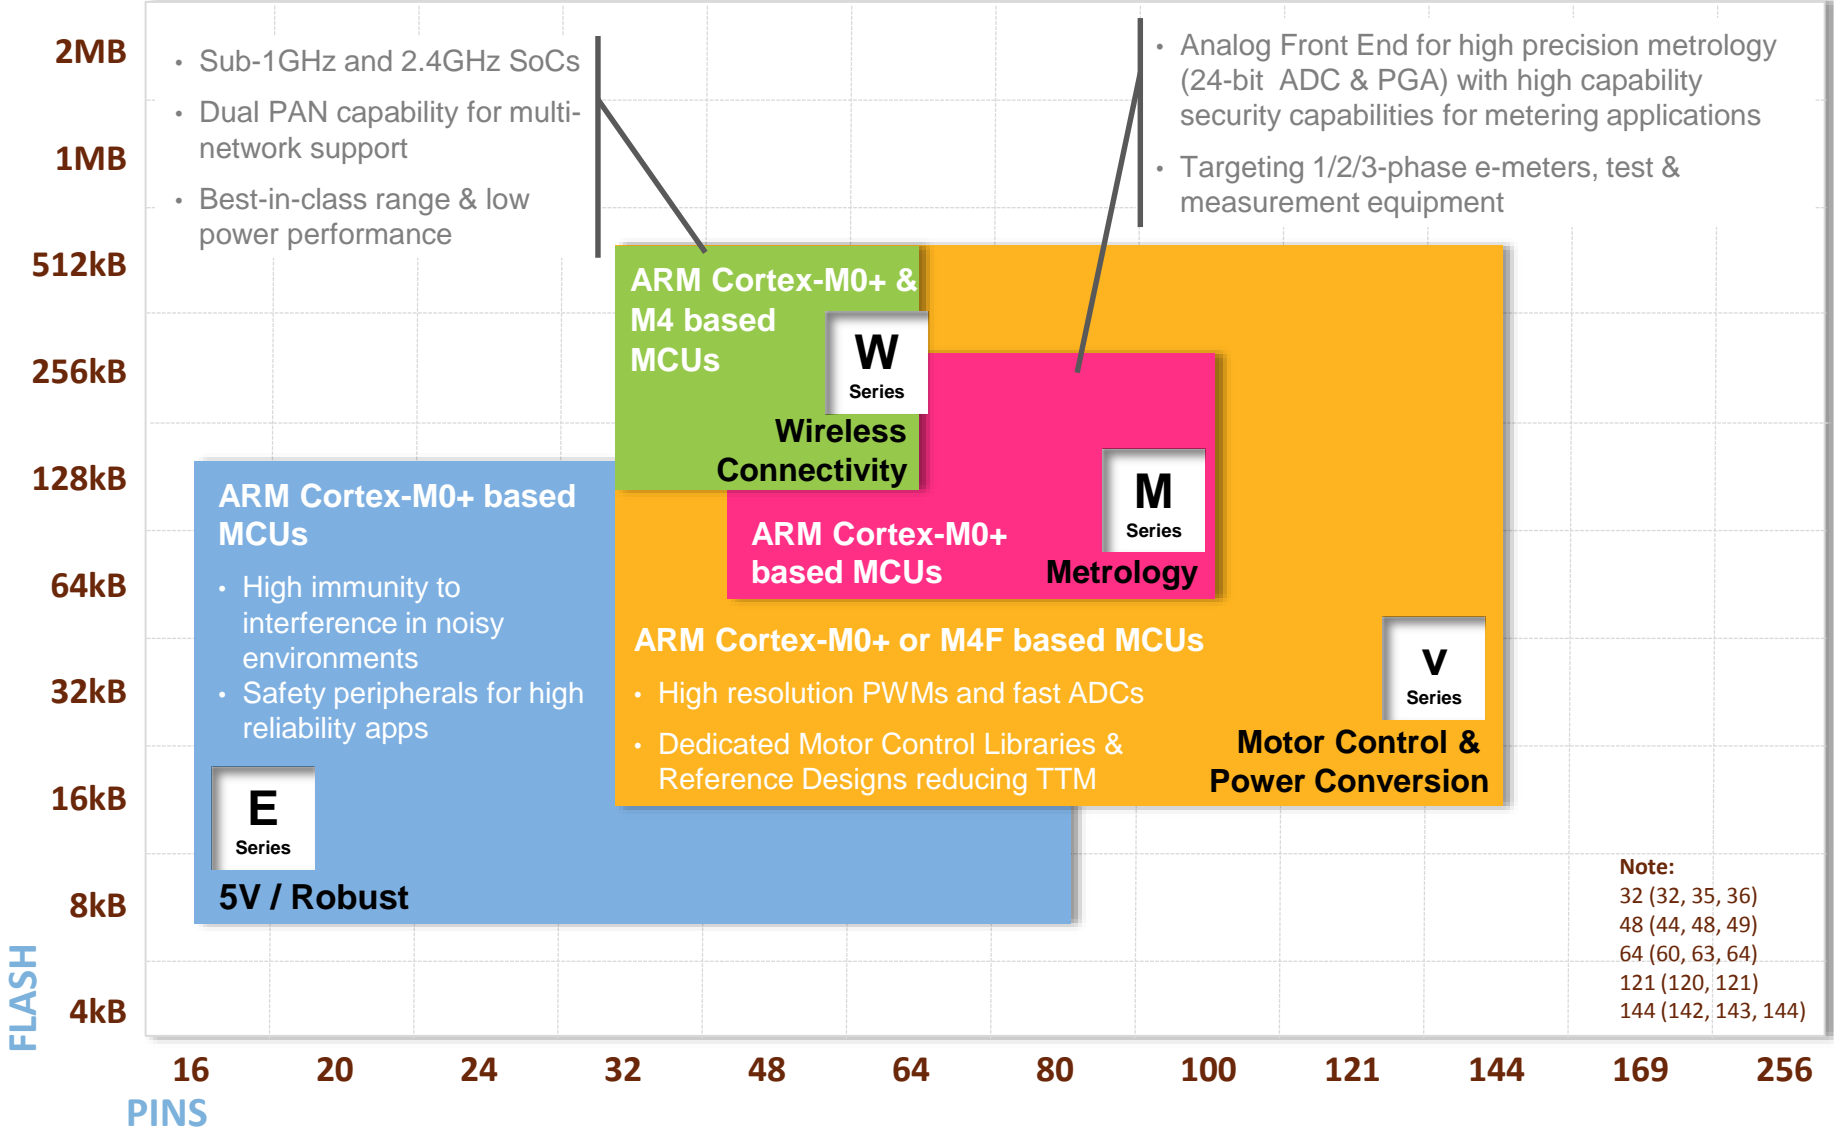 2MB
1MB
512kB
256kB
128kB
64kB
32kB
16kB
8kB
4kB
FLASH
• Sub-1GHz and 2.4GHz SoCs
• Dual PAN capability for multi-
network support
• Best-in-class range & low
power performance
• Analog Front End for high precision metrology
(24-bit ADC & PGA) with high capability
security capabilities for metering applications
• Targeting 1/2/3-phase e-meters, test &
measurement equipment
ARM Cortex-M0+ &
M4 based
MCUs
W
Series
Wireless
Connectivity
ARM Cortex-M0+
based MCUs
M
Series
Metrology
ARM Cortex-M0+ based
MCUs
• High immunity to
interference in noisy
environments
• Safety peripherals for high
reliability apps
E
Series
5V / Robust
ARM Cortex-M0+ or M4F based MCUs
• High resolution PWMs and fast ADCs
• Dedicated Motor Control Libraries &
Reference Designs reducing TTM
v
Series
Motor Control &
Power Conversion
Note:
32 (32, 35, 36)
48 (44, 48, 49)
64 (60, 63, 64)
121 (120, 121)
144 (142, 143, 144)
16 20 24 32 48 64 80 100 121 144 169 256
PINS